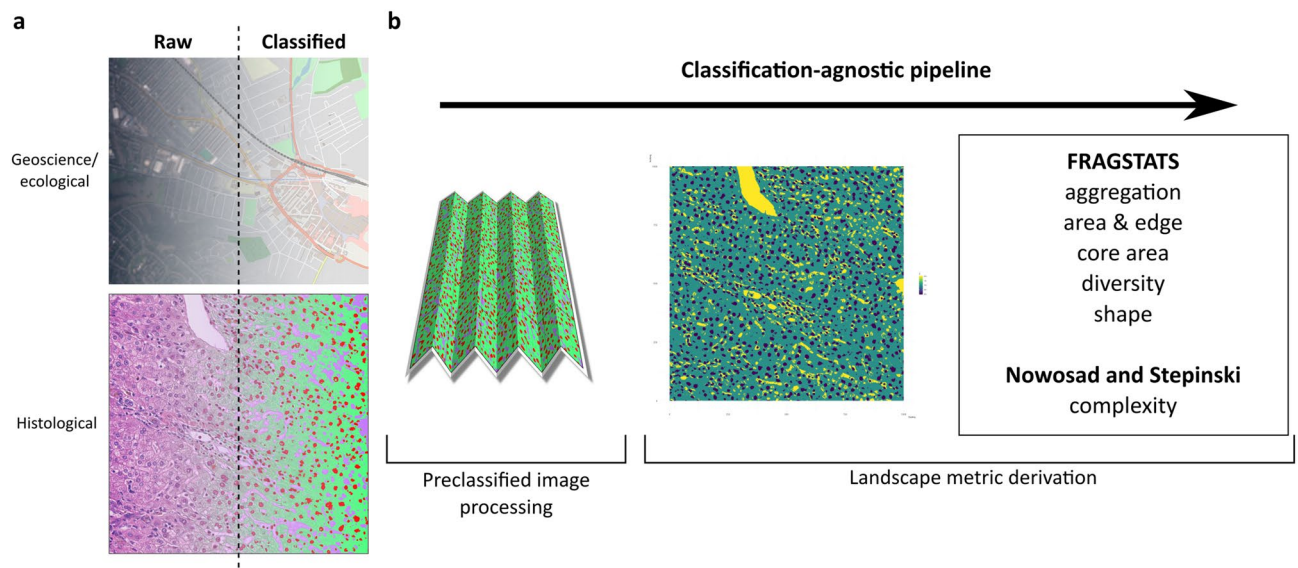 a
Raw
Classified
Geoscience/
ecological
Histological
b
Classification-agnostic pipeline
FRAGSTATS
aggregation
area & edge
core area
diversity
shape
Nowosad and Stepinski
complexity
Preclassified image
processing
Landscape metric derivation